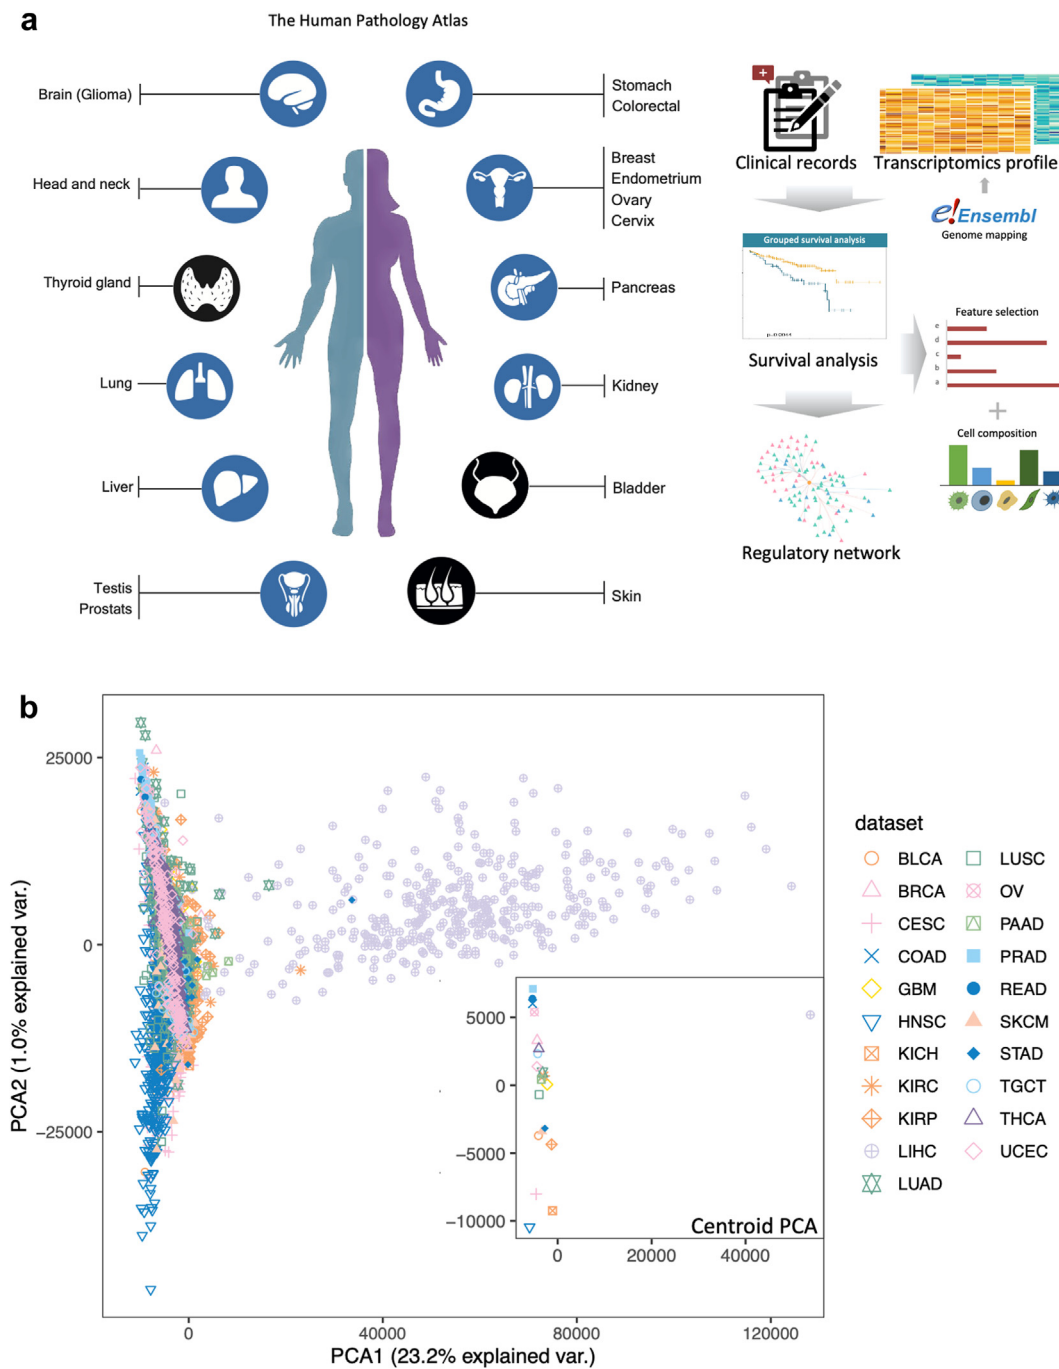 a
The Human Pathology Atlas
Brain (Glioma)
Head and neck
Thyroid gland
Lung
Liver
Testis
Prostats
Stomach
Colorectal
Breast
Endometrium
Ovary
Cervix
Pancreas
Kidney
Bladder
Skin
Clinical records
Transcriptomics profile
e!Ensembl
Genome mapping
Grouped survival analysis
Survival analysis
Feature selection
e
d
c
b
a
+
Cell composition
Regulatory network
b
PCA2 (1.0% explained var.)
25000
0
−25000
0
40000
80000
120000
PCA1 (23.2% explained var.)
5000
0
−5000
−10000
Centroid PCA
0
20000
40000
dataset
BLCA
BRCA
CESC
COAD
GBM
HNSC
KICH
KIRC
KIRP
LIHC
LUAD
LUSC
OV
PAAD
PRAD
READ
SKCM
STAD
TGCT
THCA
UCEC